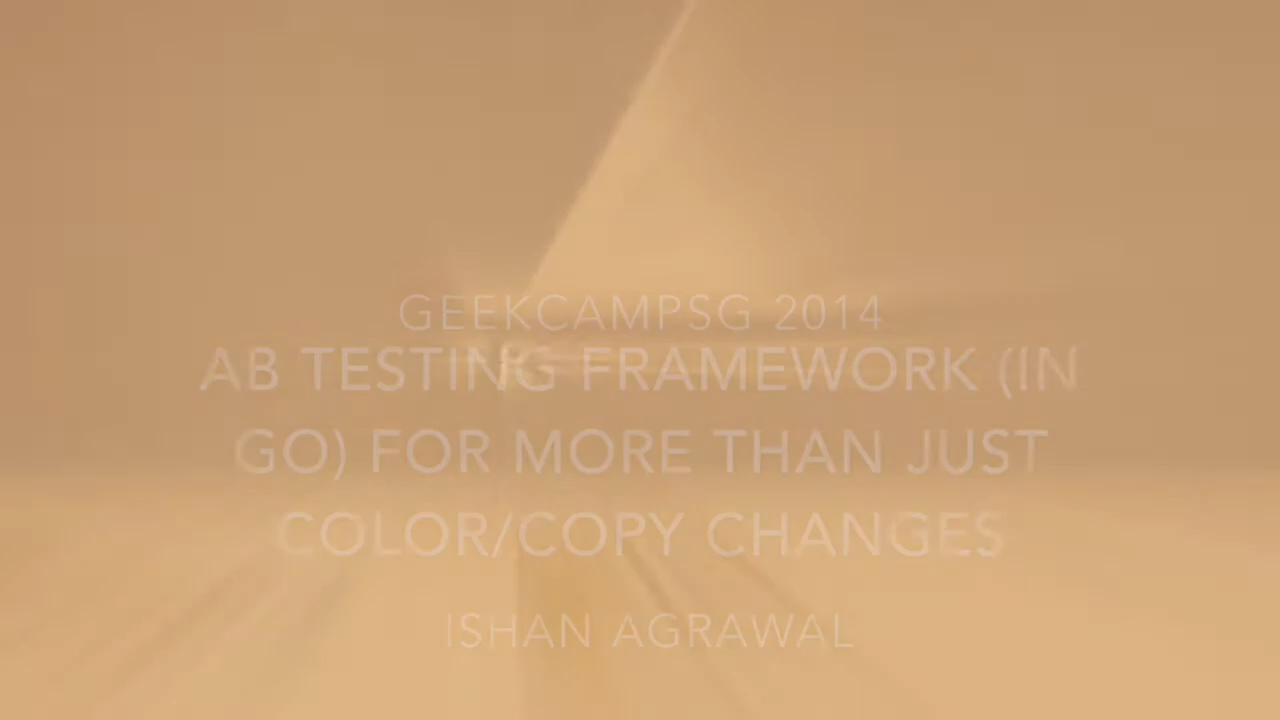 GEEKCAMPSG 2014
AB TESTING FRAMEWORK (IN
GO) FOR MORE THAN JUST
COLOR/COPY CHANGES
ISHAN AGRAWAL